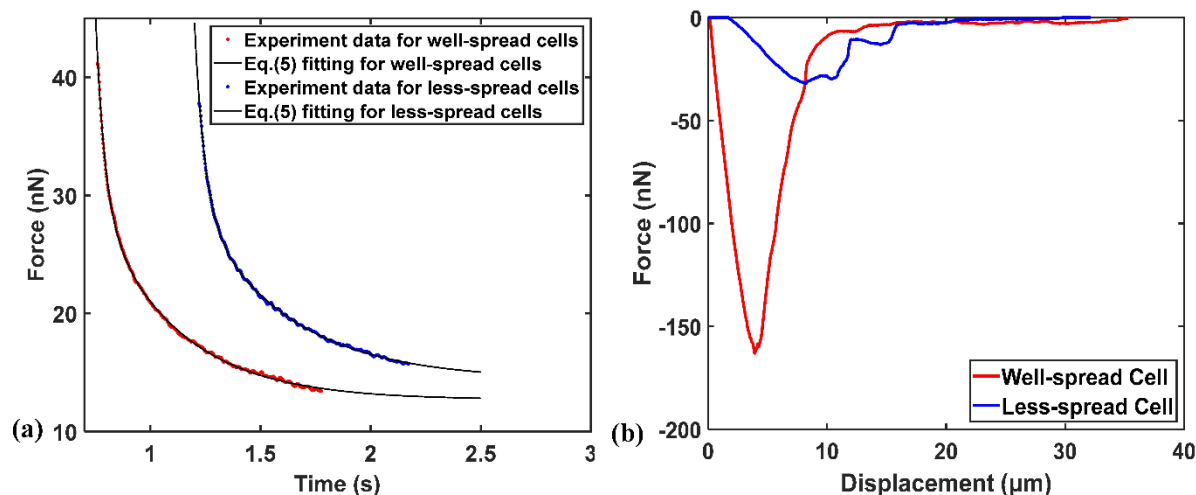 Experiment data for well-spread cells
Eq.(5) fitting for well-spread cells
Experiment data for less-spread cells
Eq.(5) fitting for less-spread cells
40
30
20
10
Force (nN)
1
1.5
2
2.5
3
Time (s)
(a)
0
-50
-100
-150
-200
Force (nN)
Well-spread Cell
Less-spread Cell
0
10
20
30
40
Displacement (μm)
(b)